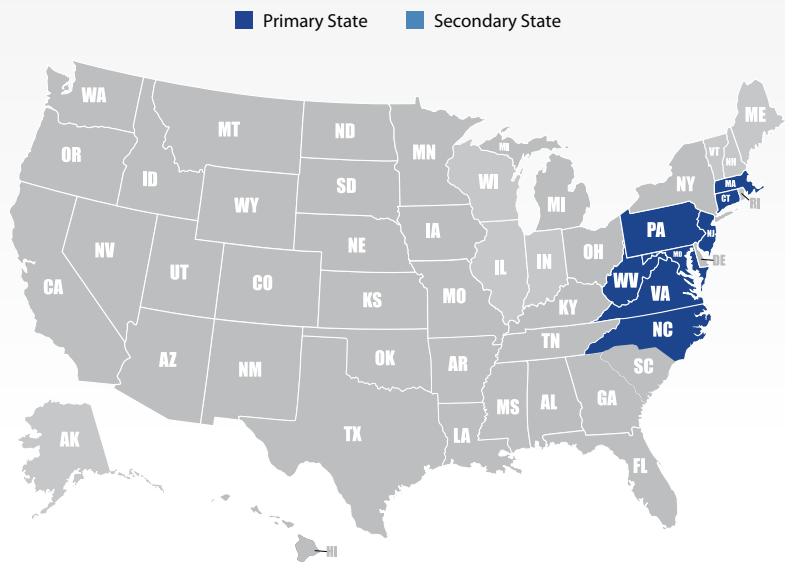 Primary State Secondary State
WA
MT
ND
MN
MI
ME
VT
NH
OR
ID
SD
WI
NY
MA
CT
RI
WY
MI
IA
PA
NJ
NV
NE
OH
MD
DE
UT
CO
IL
IN
WV
CA
KS
MO
KY
VA
NC
AZ
NM
OK
AR
TN
SC
MS
AL
GA
TX
LA
AK
FL
HI